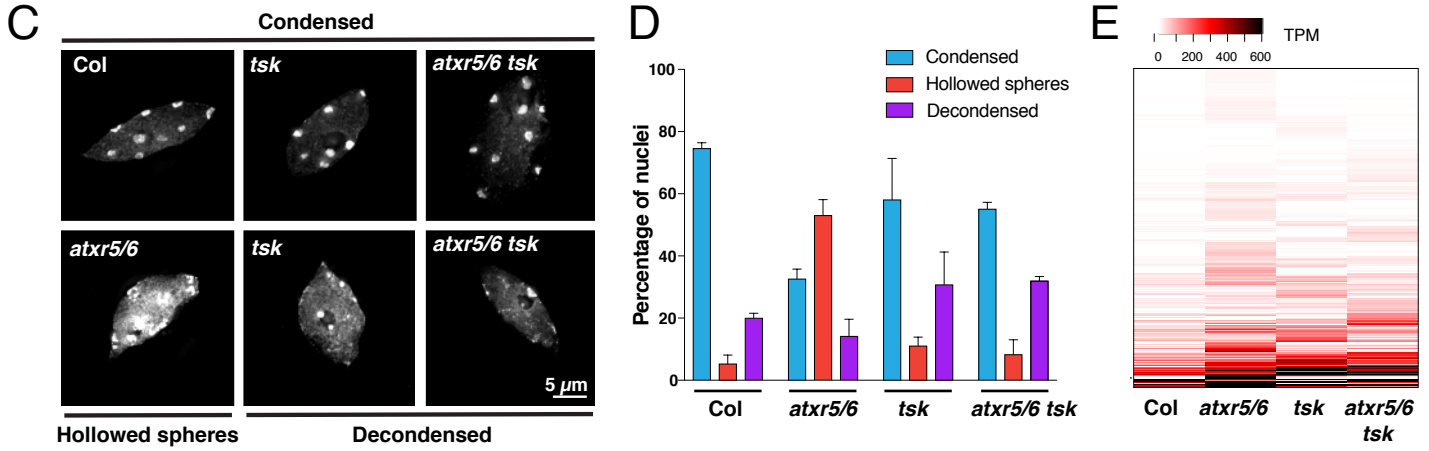 C
Condensed
Col
tsk
atxr5/6 tsk
atxr5/6
tsk
atxr5/6 tsk
5 µm
Hollowed spheres
Decondensed
D
Condensed
Hollowed spheres
Decondensed
Percentage of nuclei
100
80
60
40
20
0
Col
atxr5/6
tsk
atxr5/6 tsk
E
TPM
0 200 400 600
Col
atxr5/6
tsk
atxr5/6
tsk